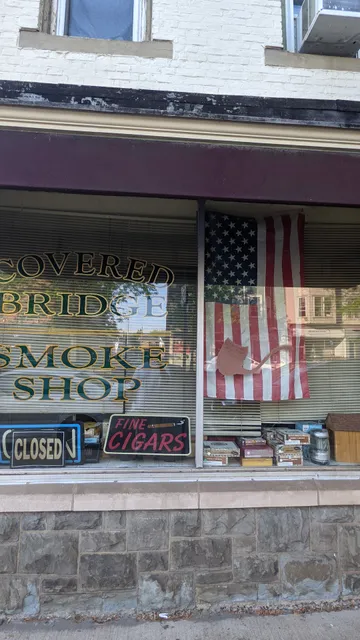 COVERED
BRIDGE
SMOKE
SHOP
CLOSED
FINE
CIGARS